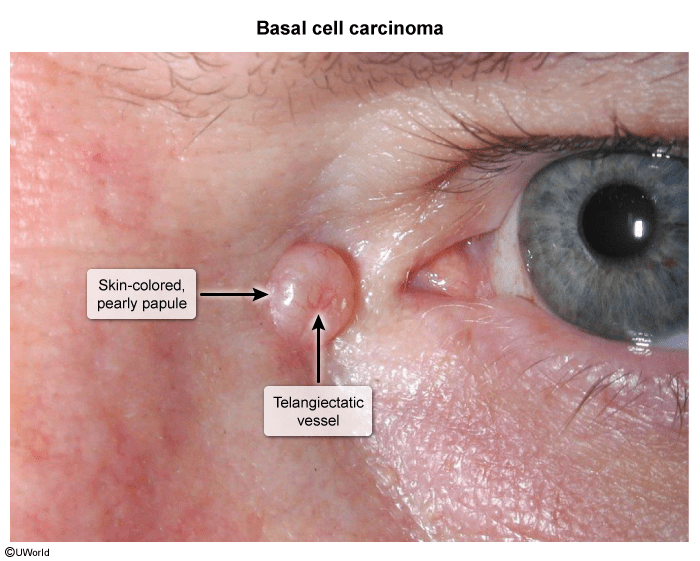 Basal cell carcinoma
Skin-colored,
pearly papule
Telangiectatic
vessel
©UWorld